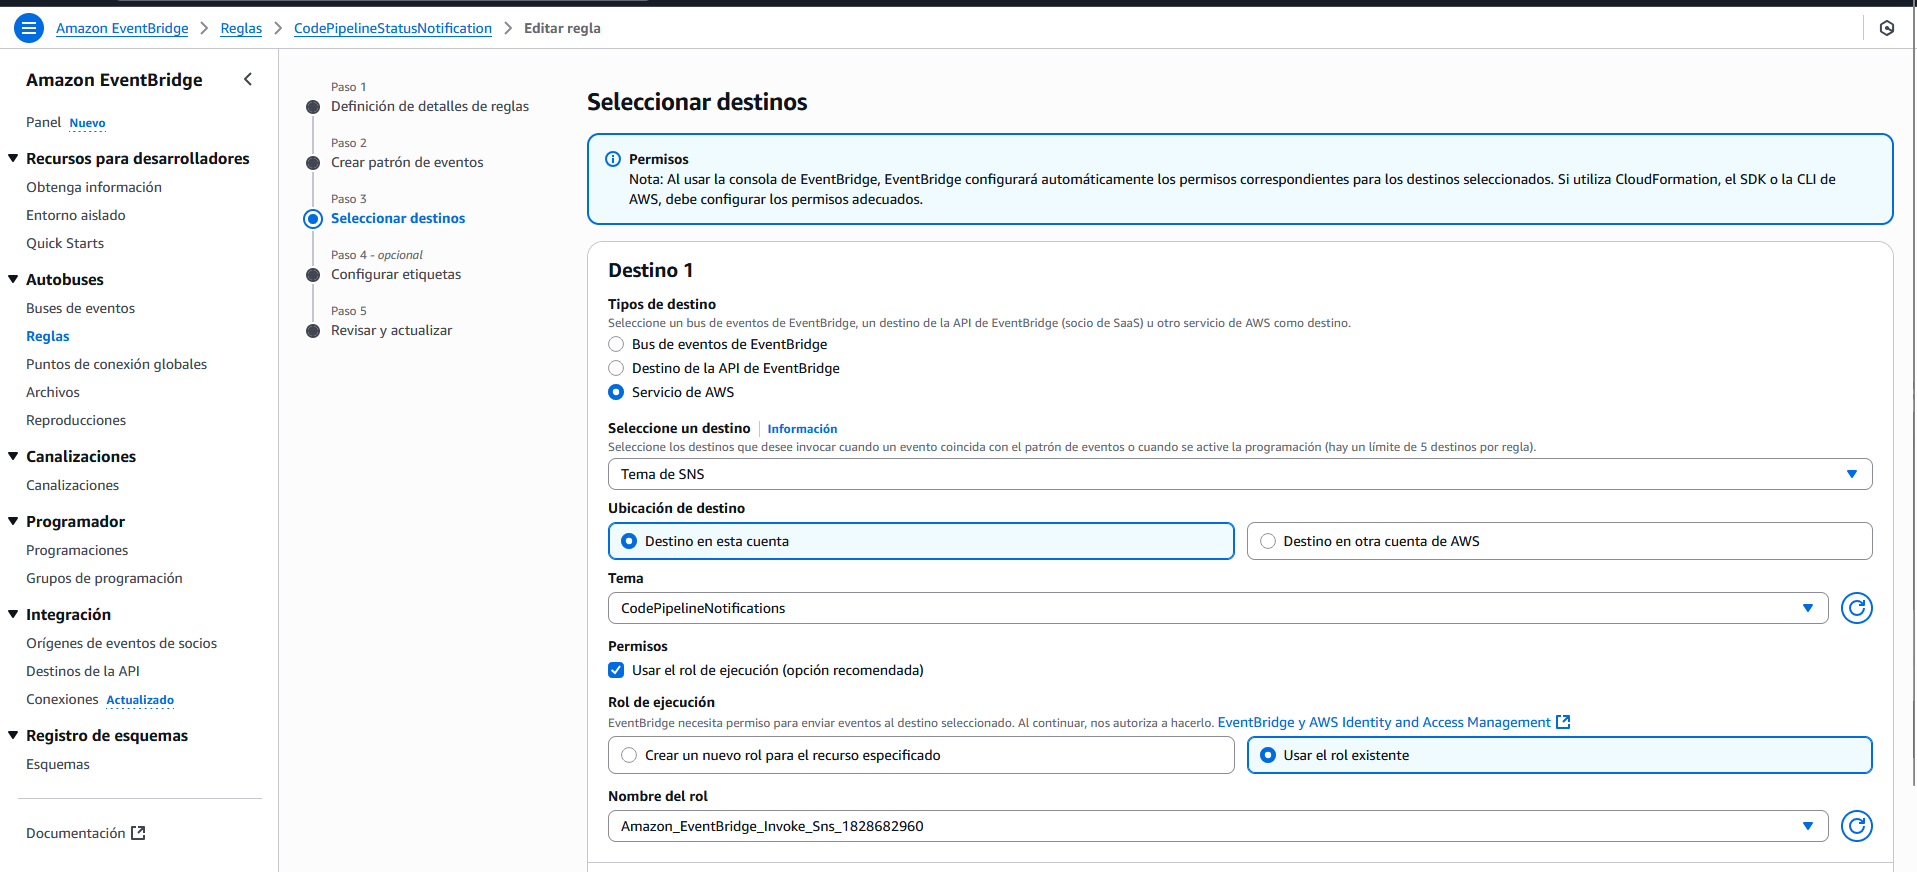 Amazon EventBridge
Reglas
CodePipelineStatusNotification
Editar regla
Amazon EventBridge
Panel Nuevo
Recursos para desarrolladores
Obtenga información
Entorno aislado
Quick Starts
Autobuses
Buses de eventos
Reglas
Puntos de conexión globales
Archivos
Reproducciones
Canalizaciones
Canalizaciones
Programador
Programaciones
Grupos de programación
Integración
Orígenes de eventos de socios
Destinos de la API
Conexiones Actualizado
Registro de esquemas
Esquemas
Documentación
Paso 1
Definición de detalles de reglas
Paso 2
Crear patrón de eventos
Paso 3
Seleccionar destinos
Paso 4 - opcional
Configurar etiquetas
Paso 5
Revisar y actualizar
Seleccionar destinos
Permisos
Nota: Al usar la consola de EventBridge, EventBridge configurará automáticamente los permisos correspondientes para los destinos seleccionados. Si utiliza CloudFormation, el SDK o la CLI de
AWS, debe configurar los permisos adecuados.
Destino 1
Tipos de destino
Seleccione un bus de eventos de EventBridge, un destino de la API de EventBridge (socio de SaaS) u otro servicio de AWS como destino.
Bus de eventos de EventBridge
Destino de la API de EventBridge
Servicio de AWS
Seleccione un destino Información
Seleccione los destinos que desee invocar cuando un evento coincida con el patrón de eventos o cuando se active la programación (hay un límite de 5 destinos por regla).
Tema de SNS
Ubicación de destino
Destino en esta cuenta
Destino en otra cuenta de AWS
Tema
CodePipelineNotifications
Permisos
Usar el rol de ejecución (opción recomendada)
Rol de ejecución
EventBridge necesita permiso para enviar eventos al destino seleccionado. Al continuar, nos autoriza a hacerlo. EventBridge y AWS Identity and Access Management
Crear un nuevo rol para el recurso especificado
Usar el rol existente
Nombre del rol
Amazon_EventBridge_Invoke_Sns_1828682960